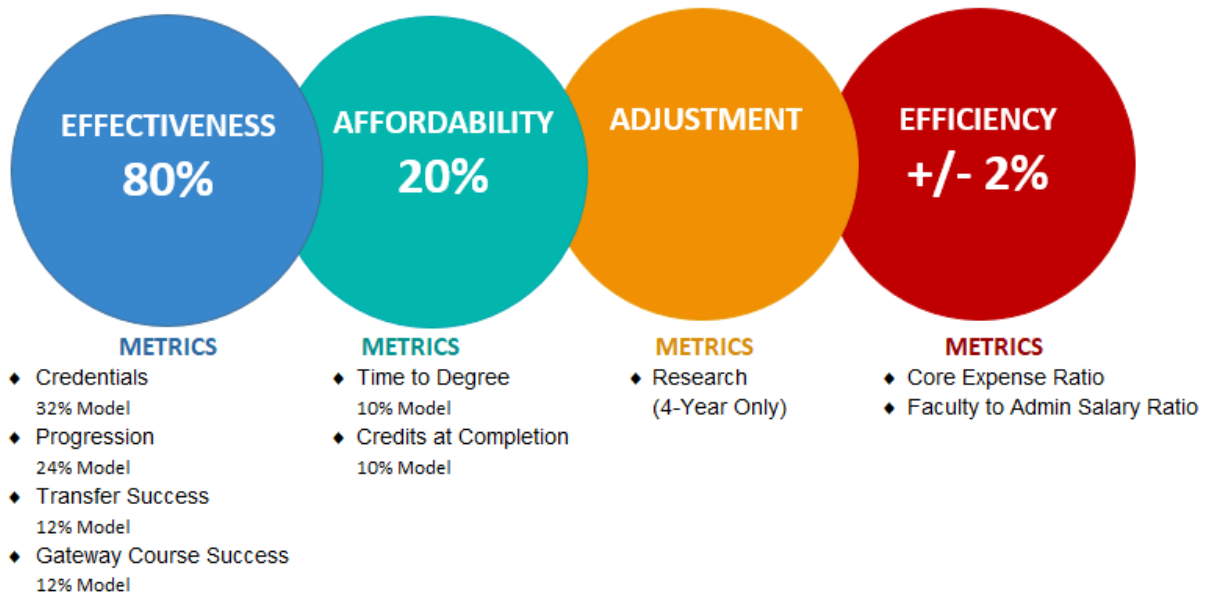 EFFECTIVENESS
80%
AFFORDABILITY
20%
ADJUSTMENT
EFFICIENCY
+/- 2%
METRICS
♦ Credentials
32% Model
♦ Progression
24% Model
♦ Transfer Success
12% Model
♦ Gateway Course Success
12% Model
METRICS
♦ Time to Degree
10% Model
♦ Credits at Completion
10% Model
METRICS
♦ Research
(4-Year Only)
METRICS
♦ Core Expense Ratio
♦ Faculty to Admin Salary Ratio